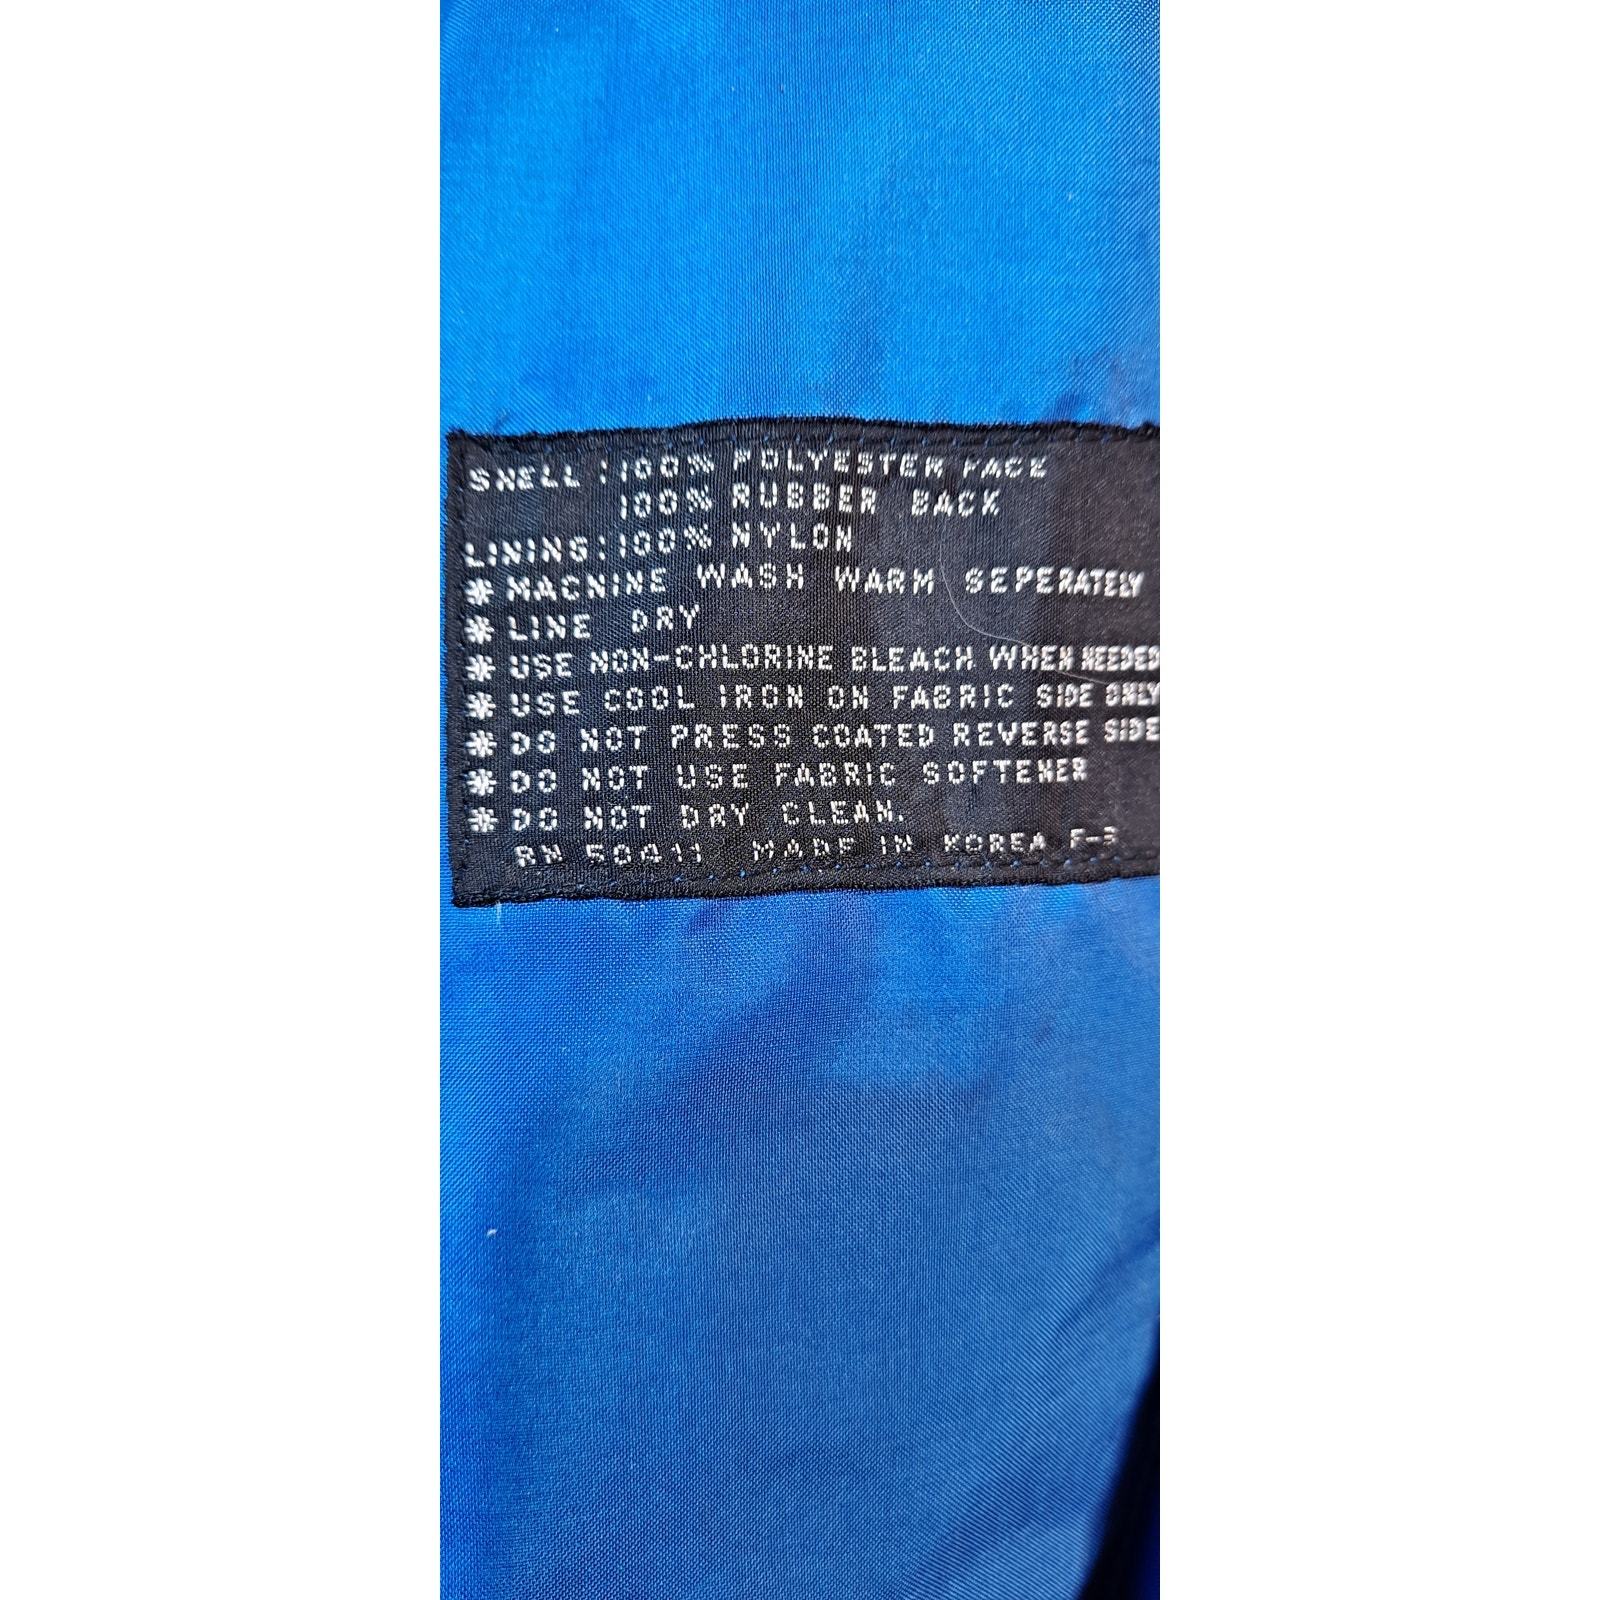 SHELL:100% POLYESTER FACE
100% RUBBER BACK
LINING:100% NYLON
* MACHINE WASH WARM SEPERATELY
* LINE DRY
* USE NON-CHLORINE BLEACH WHEN NEEDED
* USE COOL IRON ON FABRIC SIDE ONLY
* DO NOT PRESS COATED REVERSE SIDE
* DO NOT USE FABRIC SOFTENER
* DO NOT DRY CLEAN.
RN 50411 MADE IN KOREA